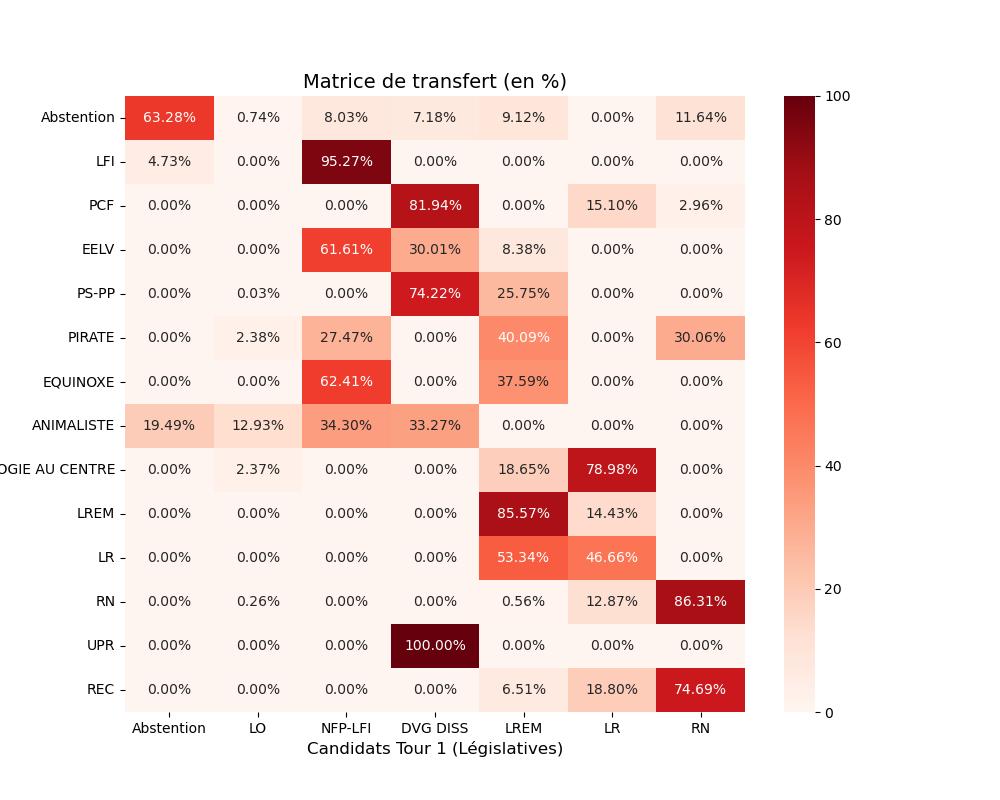 Matrice de transfert (en %)
Abstention 63.28% 0.74% 8.03% 7.18% 9.12% 0.00% 11.64%
LFI 4.73% 0.00% 95.27% 0.00% 0.00% 0.00% 0.00%
PCF 0.00% 0.00% 0.00% 81.94% 0.00% 15.10% 2.96%
EELV 0.00% 0.00% 61.61% 30.01% 8.38% 0.00% 0.00%
PS-PP 0.00% 0.03% 0.00% 74.22% 25.75% 0.00% 0.00%
PIRATE 0.00% 2.38% 27.47% 0.00% 40.09% 0.00% 30.06%
EQUINOXE 0.00% 0.00% 62.41% 0.00% 37.59% 0.00% 0.00%
ANIMALISTE 19.49% 12.93% 34.30% 33.27% 0.00% 0.00% 0.00%
OGIE AU CENTRE 0.00% 2.37% 0.00% 0.00% 18.65% 78.98% 0.00%
LREM 0.00% 0.00% 0.00% 0.00% 85.57% 14.43% 0.00%
LR 0.00% 0.00% 0.00% 0.00% 53.34% 46.66% 0.00%
RN 0.00% 0.26% 0.00% 0.00% 0.56% 12.87% 86.31%
UPR 0.00% 0.00% 0.00% 100.00% 0.00% 0.00% 0.00%
REC 0.00% 0.00% 0.00% 0.00% 6.51% 18.80% 74.69%
Abstention LO NFP-LFI DVG DISS LREM LR RN
Candidats Tour 1 (Législatives)
100
80
60
40
20
0